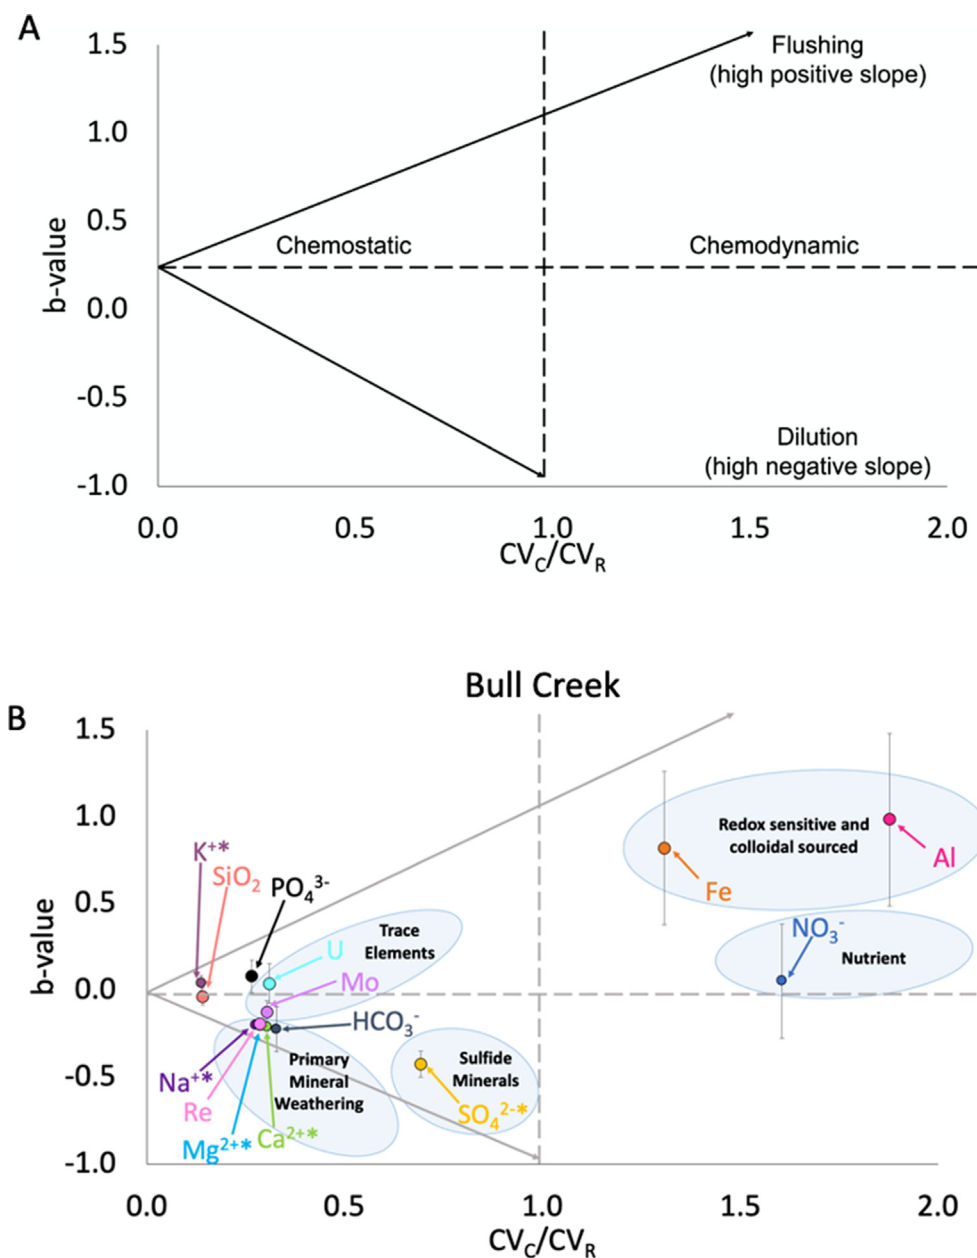 A
1.5
1.0
0.5
0.0
-0.5
-1.0
b-value
Flushing
(high positive slope)
Chemostatic
Chemodynamic
Dilution
(high negative slope)
0.0
0.5
1.0
1.5
2.0
CV_C/CV_R
Bull Creek
B
1.5
1.0
0.5
0.0
-0.5
-1.0
b-value
K⁺*
SiO₂
PO₄³⁻
U
Trace
Elements
Mo
HCO₃⁻
Na⁺*
Re
Mg²⁺*
Ca²⁺*
Primary
Mineral
Weathering
Sulfide
Minerals
SO₄²⁻*
Redox sensitive and
colloidal sourced
Fe
Al
NO₃⁻
Nutrient
0.0
0.5
1.0
1.5
2.0
CV_C/CV_R